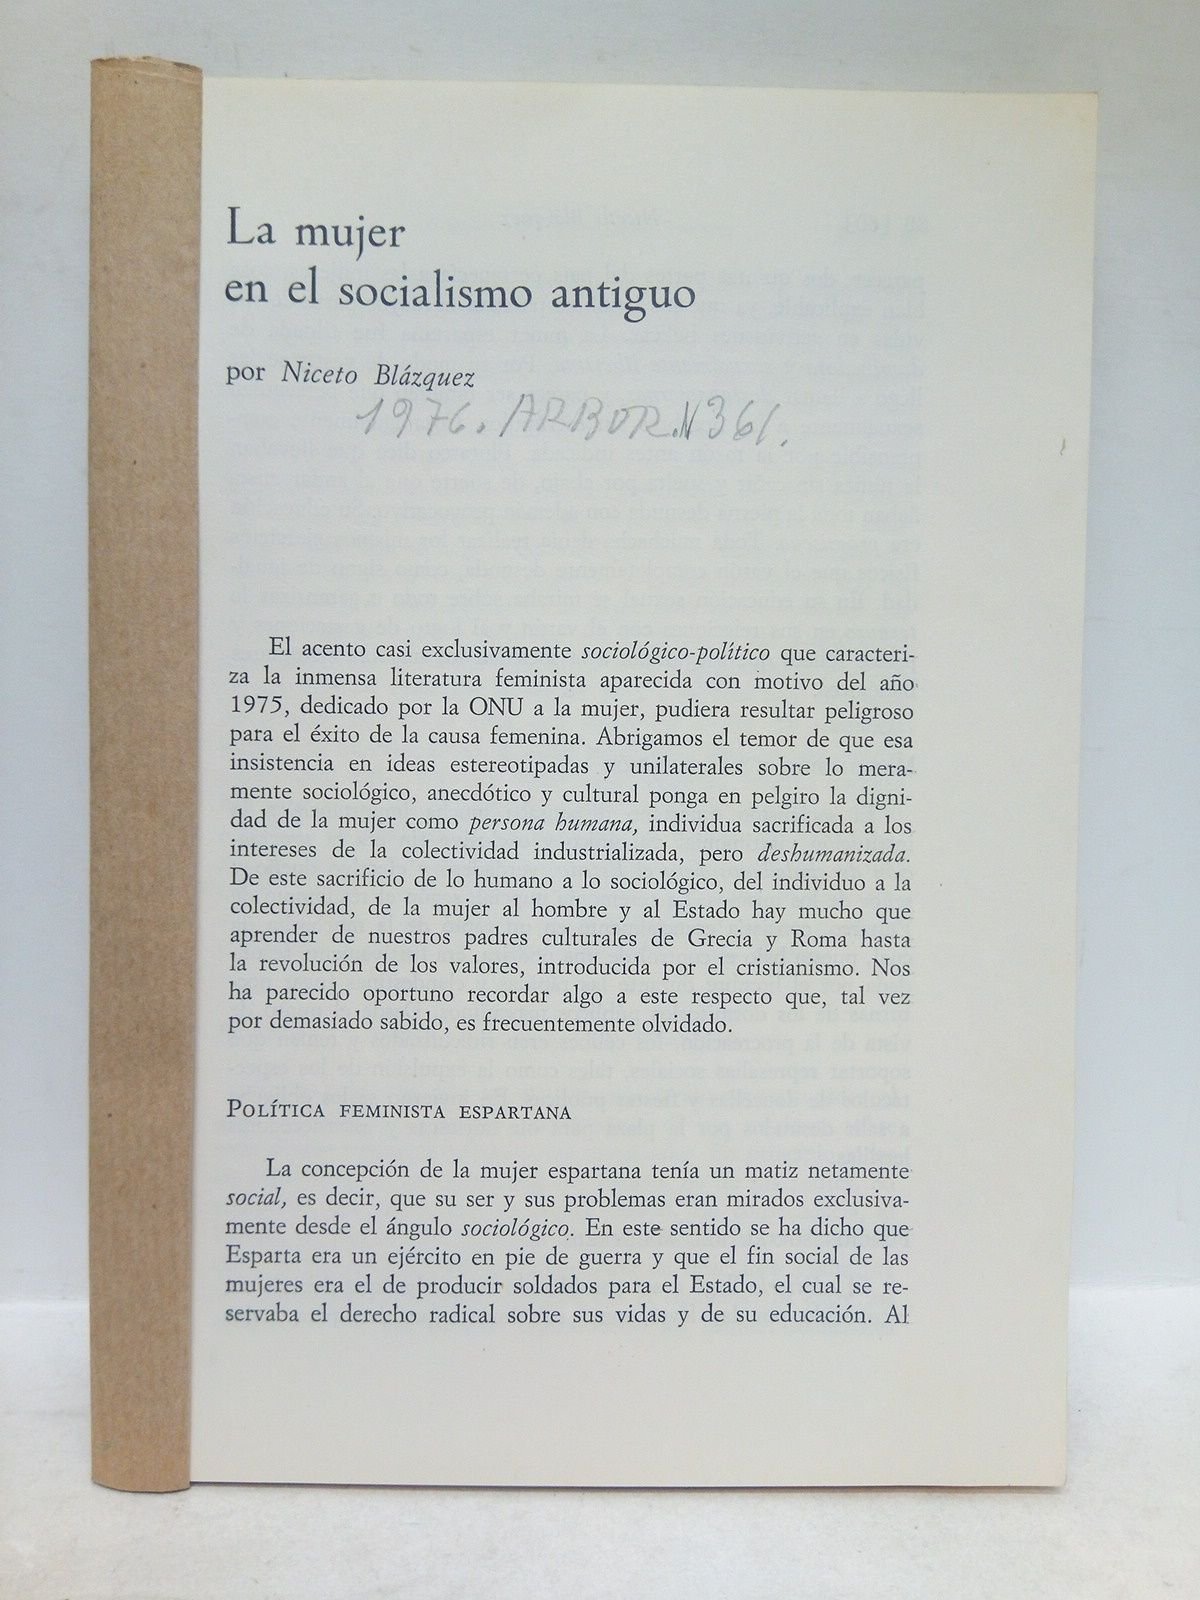 La mujer
en el socialismo antiguo
por Niceto Blázquez
1976. ARBOR. N 361.
El acento casi exclusivamente sociológico-político que caracteri-
za la inmensa literatura feminista aparecida con motivo del año
1975, dedicado por la ONU a la mujer, pudiera resultar peligroso
para el éxito de la causa femenina. Abrigamos el temor de que esa
insistencia en ideas estereotipadas y unilaterales sobre lo mera-
mente sociológico, anecdótico y cultural ponga en pelgiro la digni-
dad de la mujer como persona humana, individua sacrificada a los
intereses de la colectividad industrializada, pero deshumanizada.
De este sacrificio de lo humano a lo sociológico, del individuo a la
colectividad, de la mujer al hombre y al Estado hay mucho que
aprender de nuestros padres culturales de Grecia y Roma hasta
la revolución de los valores, introducida por el cristianismo. Nos
ha parecido oportuno recordar algo a este respecto que, tal vez
por demasiado sabido, es frecuentemente olvidado.
POLÍTICA FEMINISTA ESPARTANA
La concepción de la mujer espartana tenía un matiz netamente
social, es decir, que su ser y sus problemas eran mirados exclusiva-
mente desde el ángulo sociológico. En este sentido se ha dicho que
Esparta era un ejército en pie de guerra y que el fin social de las
mujeres era el de producir soldados para el Estado, el cual se re-
servaba el derecho radical sobre sus vidas y de su educación. Al